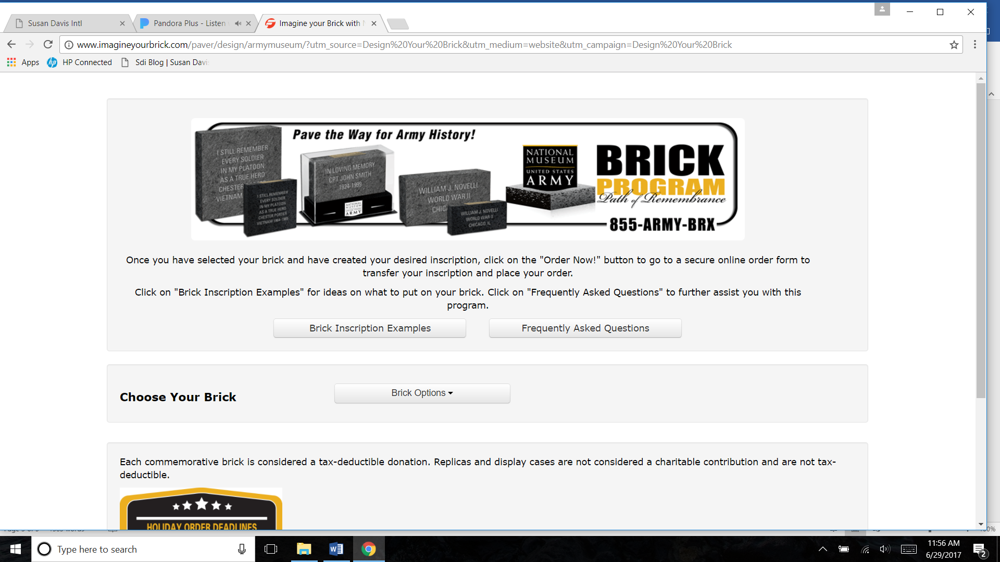 Susan Davis Intl
Pandora Plus - Listen
Imagine your Brick with
www.imagineyourbrick.com/paver/design/armymuseum/?utm_source=Design%20Your%20Brick&utm_medium=website&utm_campaign=Design%20Your%20Brick
Apps
HP Connected
Sdi Blog | Susan Davi
Pave the Way for Army History!
I STILL REMEMBER
EVERY SOLDIER
IN MY PLATOON
AS A TRUE HERO
CHESTER
VIETNAM
I STILL REMEMBER
EVERY SOLDIER
IN MY PLATOON
AS A TRUE HERO
CHESTER PORTER
VIETNAM 1964-1965
IN LOVING MEMORY
CPT JOHN SMITH
1924-1999
NATIONAL
MUSEUM
ARMY
WILLIAM J. NOVELLI
WORLD WAR II
CHIC
WILLIAM J. NOVELLI
WORLD WAR II
CHICAGO, IL
NATIONAL
MUSEUM
UNITED STATES
ARMY
BRICK
PROGRAM
Path of Remembrance
855-ARMY-BRX
Once you have selected your brick and have created your desired inscription, click on the "Order Now!" button to go to a secure online order form to
transfer your inscription and place your order.
Click on "Brick Inscription Examples" for ideas on what to put on your brick. Click on "Frequently Asked Questions" to further assist you with this
program.
Brick Inscription Examples
Frequently Asked Questions
Choose Your Brick
Brick Options
Each commemorative brick is considered a tax-deductible donation. Replicas and display cases are not considered a charitable contribution and are not tax-
deductible.
HOLIDAY ORDER DEADLINES
Type here to search
11:56 AM
6/29/2017
2